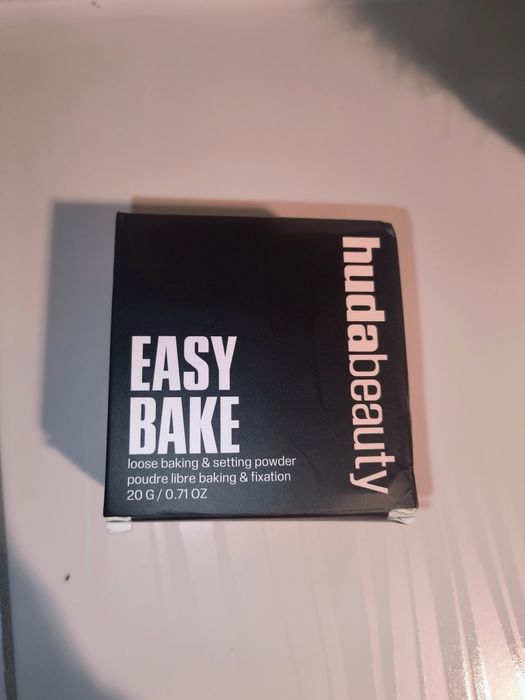 EASY
BAKE
loose baking & setting powder
poudre libre baking & fixation
20 G / 0.71 OZ
hudabeauty